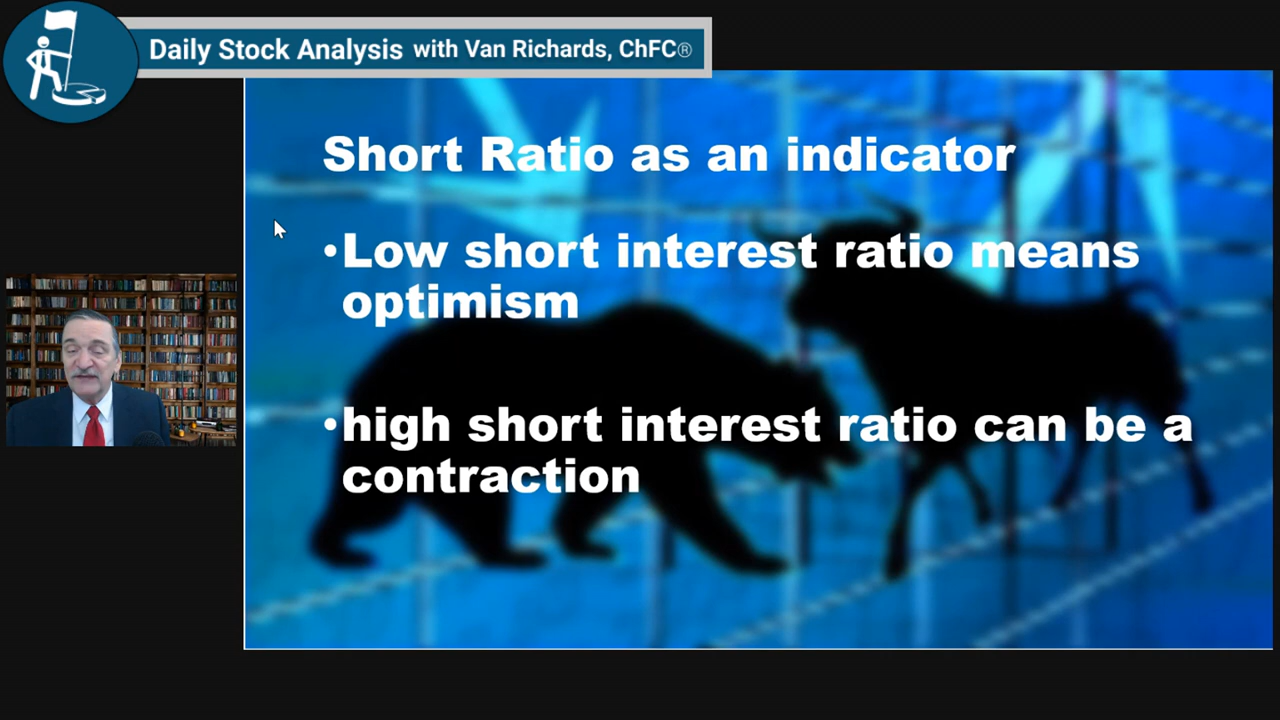 Daily Stock Analysis with Van Richards, ChFC®
Short Ratio as an indicator
•Low short interest ratio means
optimism
•high short interest ratio can be a
contraction